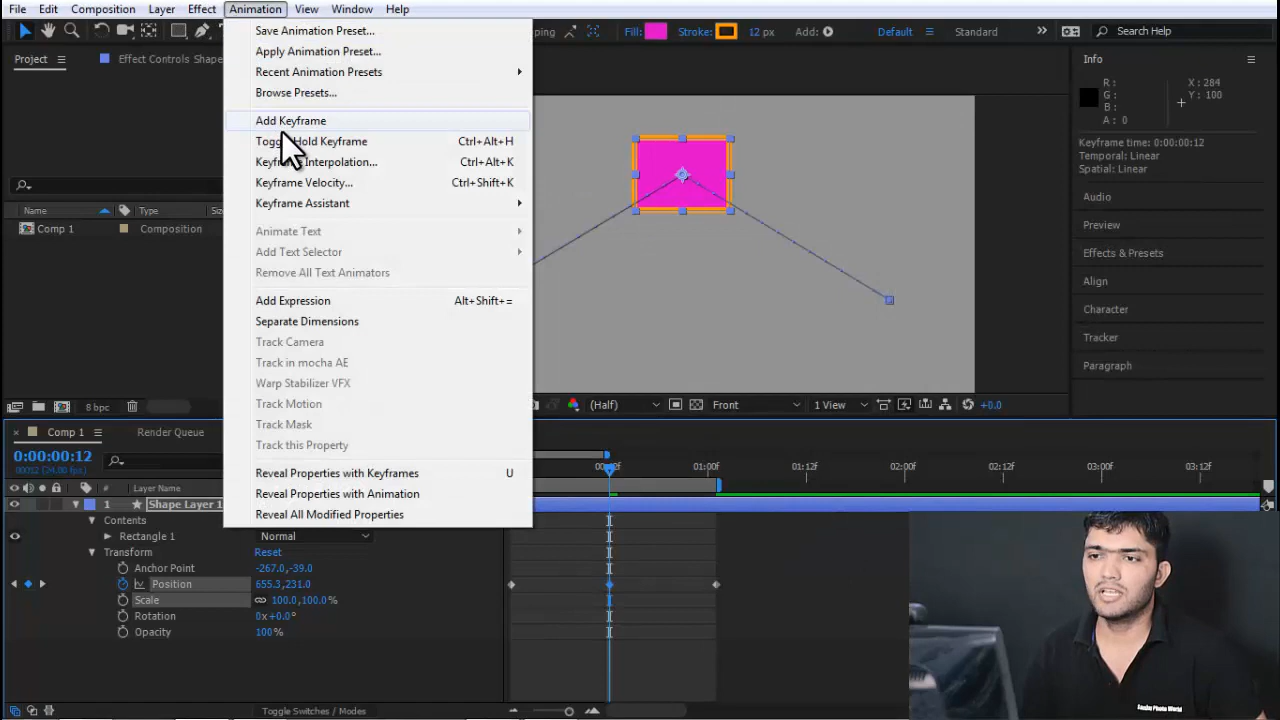 File Edit Composition Layer Effect Animation View Window Help
Fill: Stroke: 12 px Add: Default Standard Search Help
Project Effect Controls Shape
Save Animation Preset...
Apply Animation Preset...
Recent Animation Presets
Browse Presets...
Add Keyframe
Hold Keyframe Ctrl+Alt+H
Interpolation... Ctrl+Alt+K
Keyframe Velocity... Ctrl+Shift+K
Keyframe Assistant
Animate Text
Add Text Selector
Remove All Text Animators
Add Expression Alt+Shift+=
Separate Dimensions
Track Camera
Track in mocha AE
Warp Stabilizer VFX
Track Motion
Track Mask
Track this Property
Reveal Properties with Keyframes U
Reveal Properties with Animation
Reveal All Modified Properties
Info
R: X: 284
G: Y: 100
B:
A: 0
Keyframe time: 12
Temporal: Linear
Spatial: Linear
Audio
Preview
Effects & Presets
Align
Character
Tracker
Paragraph
Name Type
Comp 1 Composition
8 bpc
(Half) Front 1 View +0.0
Comp 1 Render Queue
0:00:00:12
# Layer Name
01:00f 01:12f 02:00f 02:12f 03:00f 03:12f
1 Shape Layer 1
Contents
Rectangle 1 Normal
Transform Reset
Anchor Point -267.0,-39.0
Position 655.3,231.0
Scale 100.0,100.0%
Rotation 0x+0.0°
Opacity 100%
Toggle Switches / Modes